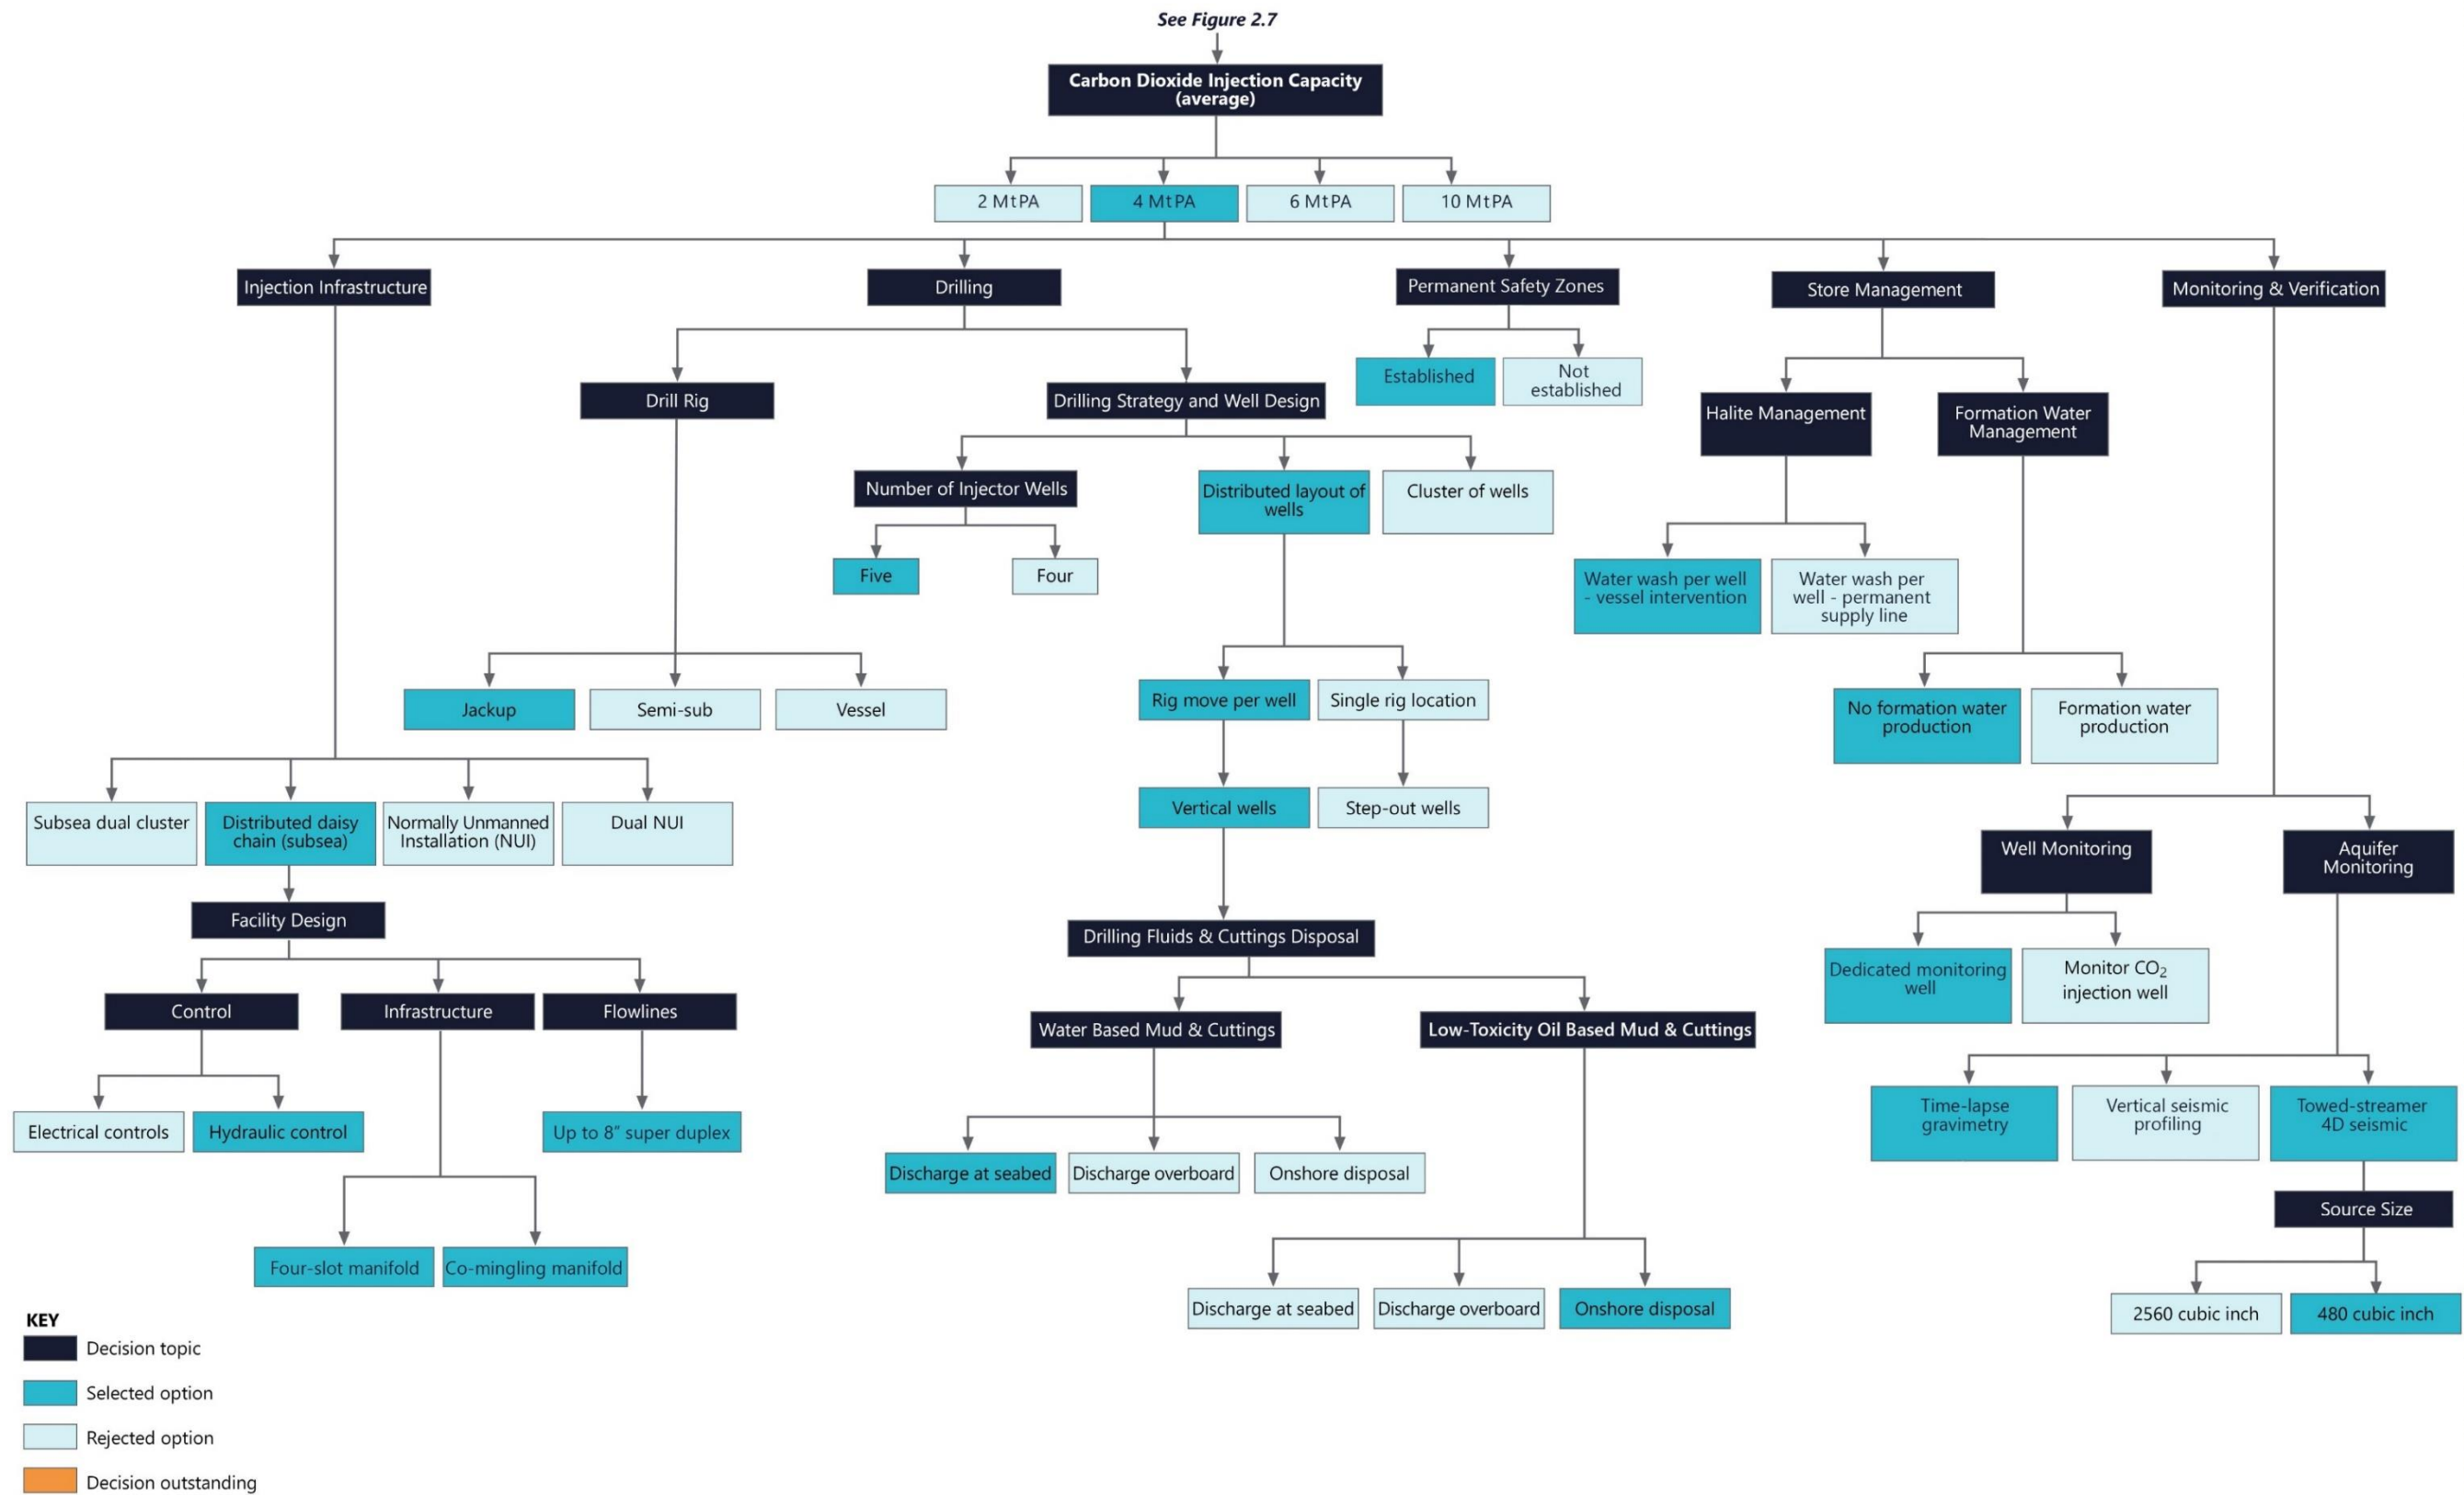 See Figure 2.7
Carbon Dioxide Injection Capacity
(average)
2 MtPA
4 MtPA
6 MtPA
10 MtPA
Injection Infrastructure
Drilling
Permanent Safety Zones
Store Management
Monitoring & Verification
Established
Not
established
Drill Rig
Drilling Strategy and Well Design
Halite Management
Formation Water
Management
Number of Injector Wells
Distributed layout of
wells
Cluster of wells
Five
Four
Water wash per well
- vessel intervention
Water wash per
well - permanent
supply line
Jackup
Semi-sub
Vessel
Rig move per well
Single rig location
No formation water
production
Formation water
production
Vertical wells
Step-out wells
Subsea dual cluster
Distributed daisy
chain (subsea)
Normally Unmanned
Installation (NUI)
Dual NUI
Well Monitoring
Aquifer
Monitoring
Facility Design
Drilling Fluids & Cuttings Disposal
Dedicated monitoring
well
Monitor CO₂
injection well
Control
Infrastructure
Flowlines
Water Based Mud & Cuttings
Low-Toxicity Oil Based Mud & Cuttings
Electrical controls
Hydraulic control
Up to 8″ super duplex
Time-lapse
gravimetry
Vertical seismic
profiling
Towed-streamer
4D seismic
Discharge at seabed
Discharge overboard
Onshore disposal
Source Size
Four-slot manifold
Co-mingling manifold
Discharge at seabed
Discharge overboard
Onshore disposal
2560 cubic inch
480 cubic inch
KEY
Decision topic
Selected option
Rejected option
Decision outstanding